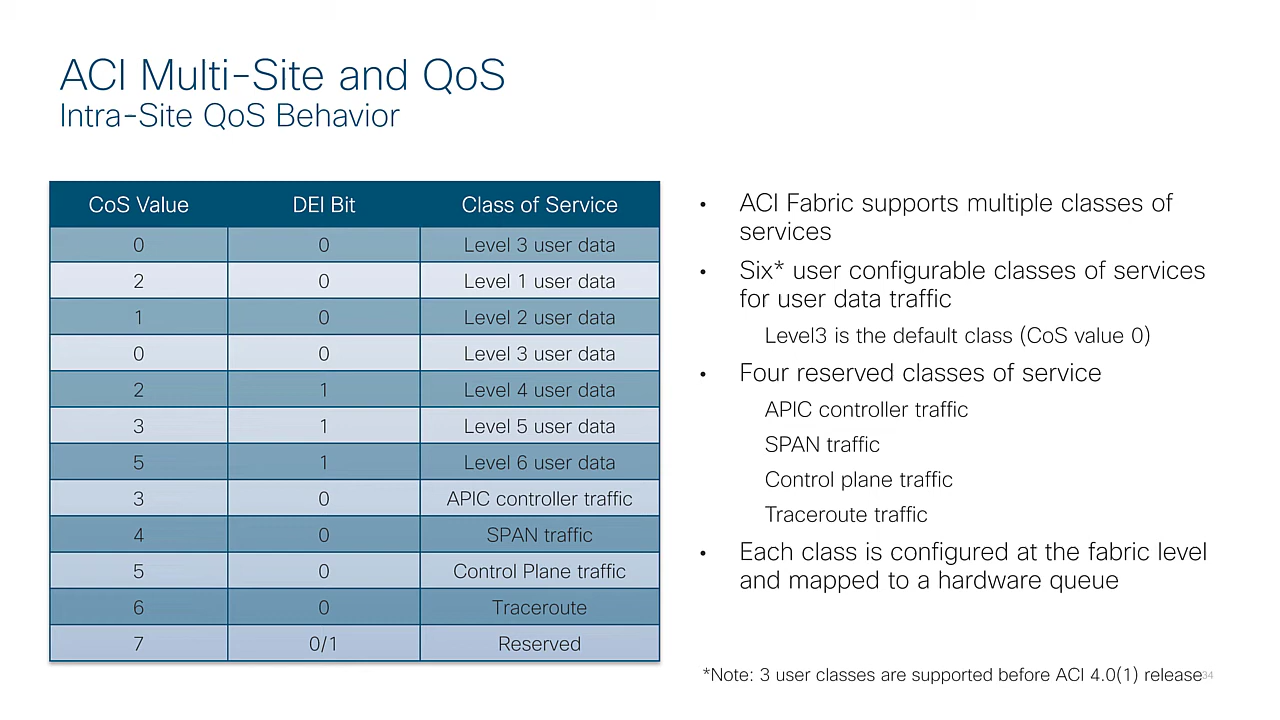 ACI Multi-Site and QoS
Intra-Site QoS Behavior
CoS Value DEI Bit Class of Service
0 0 Level 3 user data
2 0 Level 1 user data
1 0 Level 2 user data
0 0 Level 3 user data
2 1 Level 4 user data
3 1 Level 5 user data
5 1 Level 6 user data
3 0 APIC controller traffic
4 0 SPAN traffic
5 0 Control Plane traffic
6 0 Traceroute
7 0/1 Reserved
• ACI Fabric supports multiple classes of
services
• Six* user configurable classes of services
for user data traffic
Level3 is the default class (CoS value 0)
• Four reserved classes of service
APIC controller traffic
SPAN traffic
Control plane traffic
Traceroute traffic
• Each class is configured at the fabric level
and mapped to a hardware queue
*Note: 3 user classes are supported before ACI 4.0(1) release
34